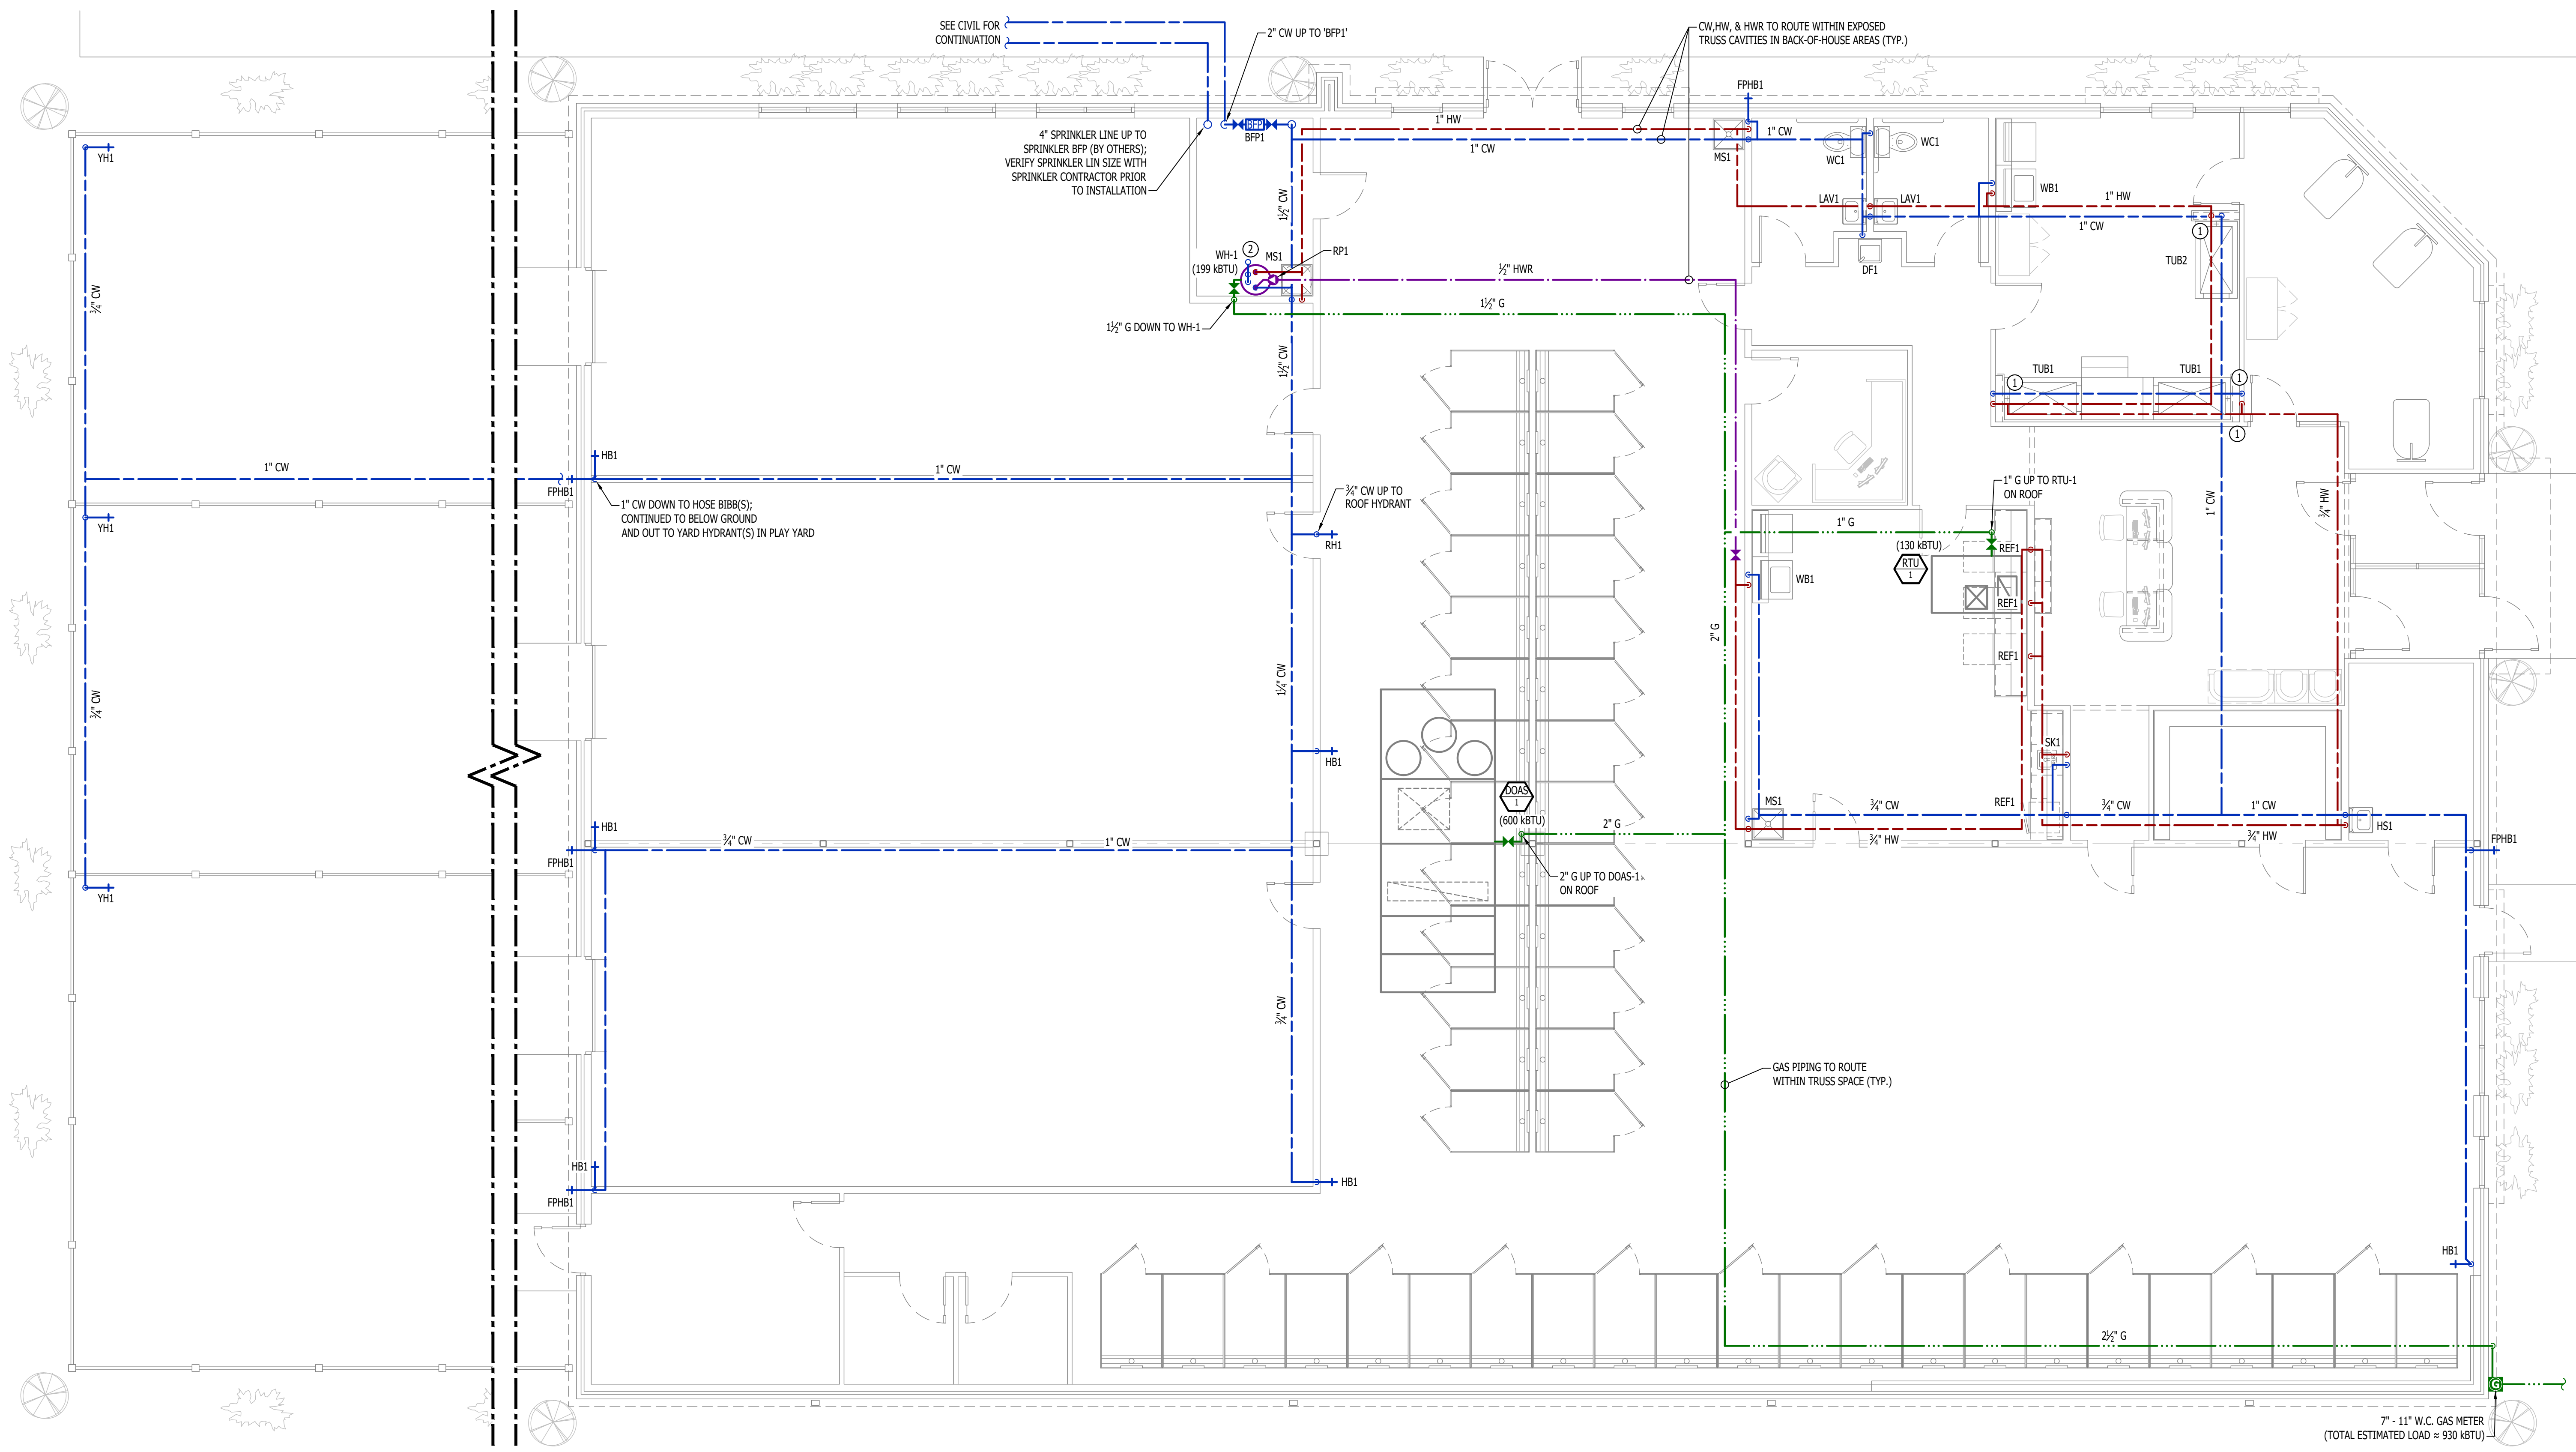 SEE CIVIL FOR
CONTINUATION
2" CW UP TO 'BFP1'
CW,HW, & HWR TO ROUTE WITHIN EXPOSED
TRUSS CAVITIES IN BACK-OF-HOUSE AREAS (TYP.)
FPHB1
4" SPRINKLER LINE UP TO
SPRINKLER BFP (BY OTHERS);
VERIFY SPRINKLER LIN SIZE WITH
SPRINKLER CONTRACTOR PRIOR
TO INSTALLATION
BFP
BFP1
1" HW
1" CW
MS1
1" CW
WC1
WC1
YH1
WB1
LAV1
LAV1
1" HW
1" CW
1½" CW
1
TUB2
WH-1
(199 kBTU)
2
MS1
RP1
½" HWR
DF1
¾" CW
1½" G
1½" G DOWN TO WH-1
1½" CW
TUB1
TUB1
1
1
1
1" CW
HB1
1" CW
FPHB1
1" CW DOWN TO HOSE BIBB(S);
CONTINUED TO BELOW GROUND
AND OUT TO YARD HYDRANT(S) IN PLAY YARD
¾" CW UP TO
ROOF HYDRANT
RH1
YH1
1" G UP TO RTU-1
ON ROOF
1" G
1" CW
¾" HW
(130 kBTU)
RTU
1
REF1
WB1
REF1
2" G
REF1
¾" CW
1¼" CW
SK1
HB1
DOAS
1
(600 kBTU)
2" G
MS1
¾" CW
REF1
¾" CW
1" CW
HS1
¾" HW
¾" HW
FPHB1
HB1
¾" CW
1" CW
FPHB1
2" G UP TO DOAS-1
ON ROOF
YH1
¾" CW
GAS PIPING TO ROUTE
WITHIN TRUSS SPACE (TYP.)
HB1
FPHB1
HB1
HB1
2½" G
G
7" - 11" W.C. GAS METER
(TOTAL ESTIMATED LOAD ≈ 930 kBTU)